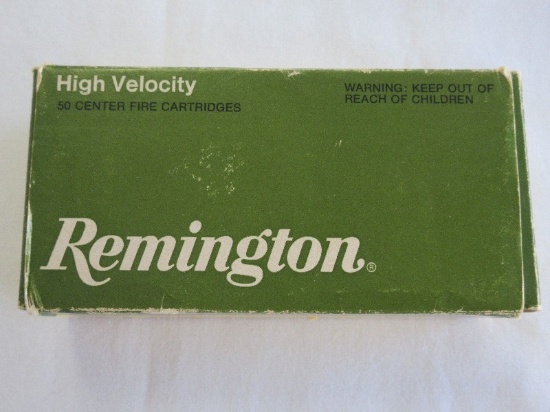 High Velocity
50 CENTER FIRE CARTRIDGES
WARNING: KEEP OUT OF
REACH OF CHILDREN
Remington®